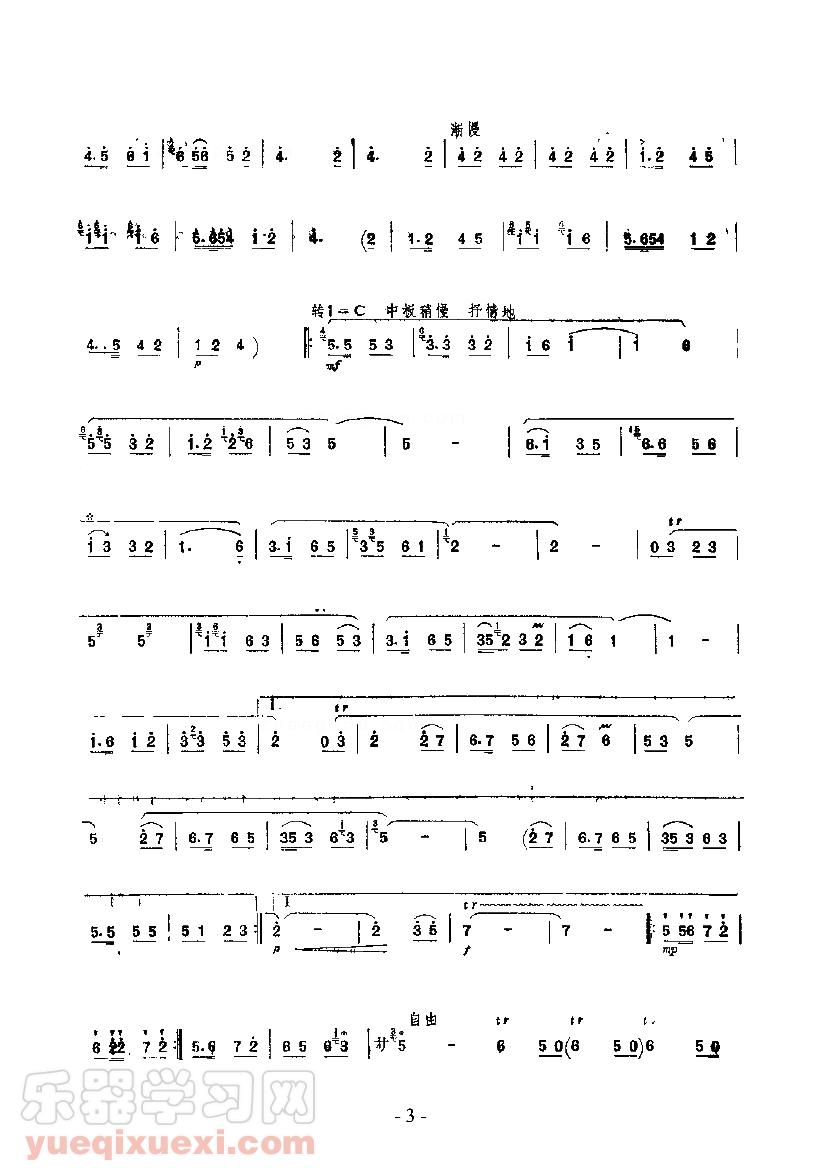 渐慢
4.5 6 1 | 6 56 5 2 | 4. 2 | 4. 2 | 4 2 4 2 | 4 2 4 2 | 1.2 4 5 |
1 1 1 6 | 5.654 1.2 | 4. (2 | 1.2 4 5 | 1 1 1 6 | 5.654 1 2 |
转1=C 中板稍慢 抒情地
4. 5 4 2 | 1 2 4 ) ‖: 5.5 5 3 | 3.3 3 2 | 1 6 1 | 1 6 |
p mf
5 5 3 2 | 1.2 2 6 | 5 3 5 | 5 - | 6.1 3 5 | 6.6 5 6 |
1 3 3 2 | 1. 6 | 3.1 6 5 | 3 5 6 1 | 2 - | 2 - | 0 3 2 3 |
tr
5 5 | 1 1 6 3 | 5 6 5 3 | 3.1 6 5 | 35 2 3 2 | 1 6 1 | 1 - |
1. tr
1.6 1 2 | 3 3 5 3 | 2 0 3 | 2 2 7 | 6.7 5 6 | 2 7 6 | 5 3 5 |
5 2 7 | 6.7 6 5 | 35 3 6 3 | 5 - | 5 (2 7 | 6.7 6 5 | 35 3 6 3 |
tr
5.5 5 5 | 5 1 2 3 :‖ 2 - | 2 3 5 | 7 - | 7 - ‖: 5 56 7 2 |
p f mp
自由 tr tr
6 22 7 2 :‖ 5.6 7 2 | 6 5 6 3 | 廾 5 - 6 5 0 (6 5 0) 6 5 0
- 3 -
乐器学习网
yueqixuexi.com